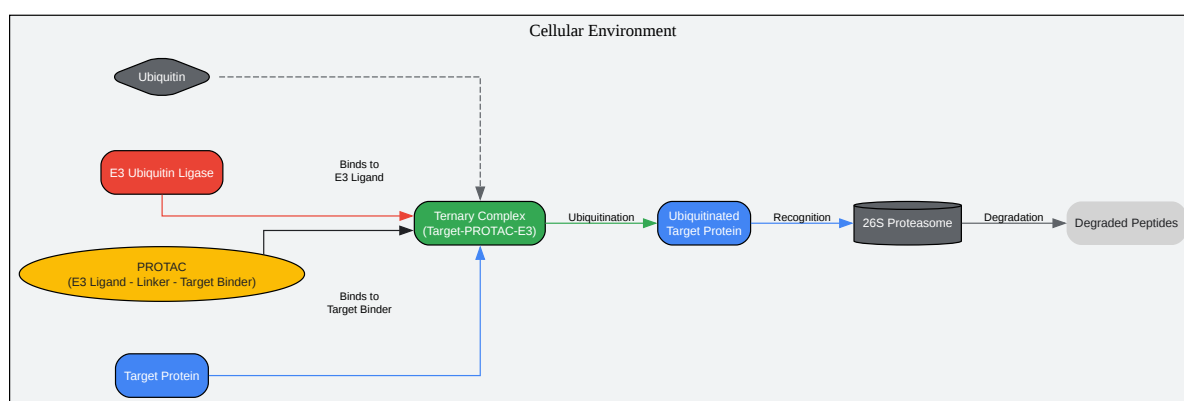 Cellular Environment
Ubiquitin
E3 Ubiquitin Ligase
Binds to
E3 Ligand
Ternary Complex
(Target-PROTAC-E3)
Ubiquitination
Ubiquitinated
Target Protein
Recognition
26S Proteasome
Degradation
Degraded Peptides
PROTAC
(E3 Ligand - Linker - Target Binder)
Binds to
Target Binder
Target Protein